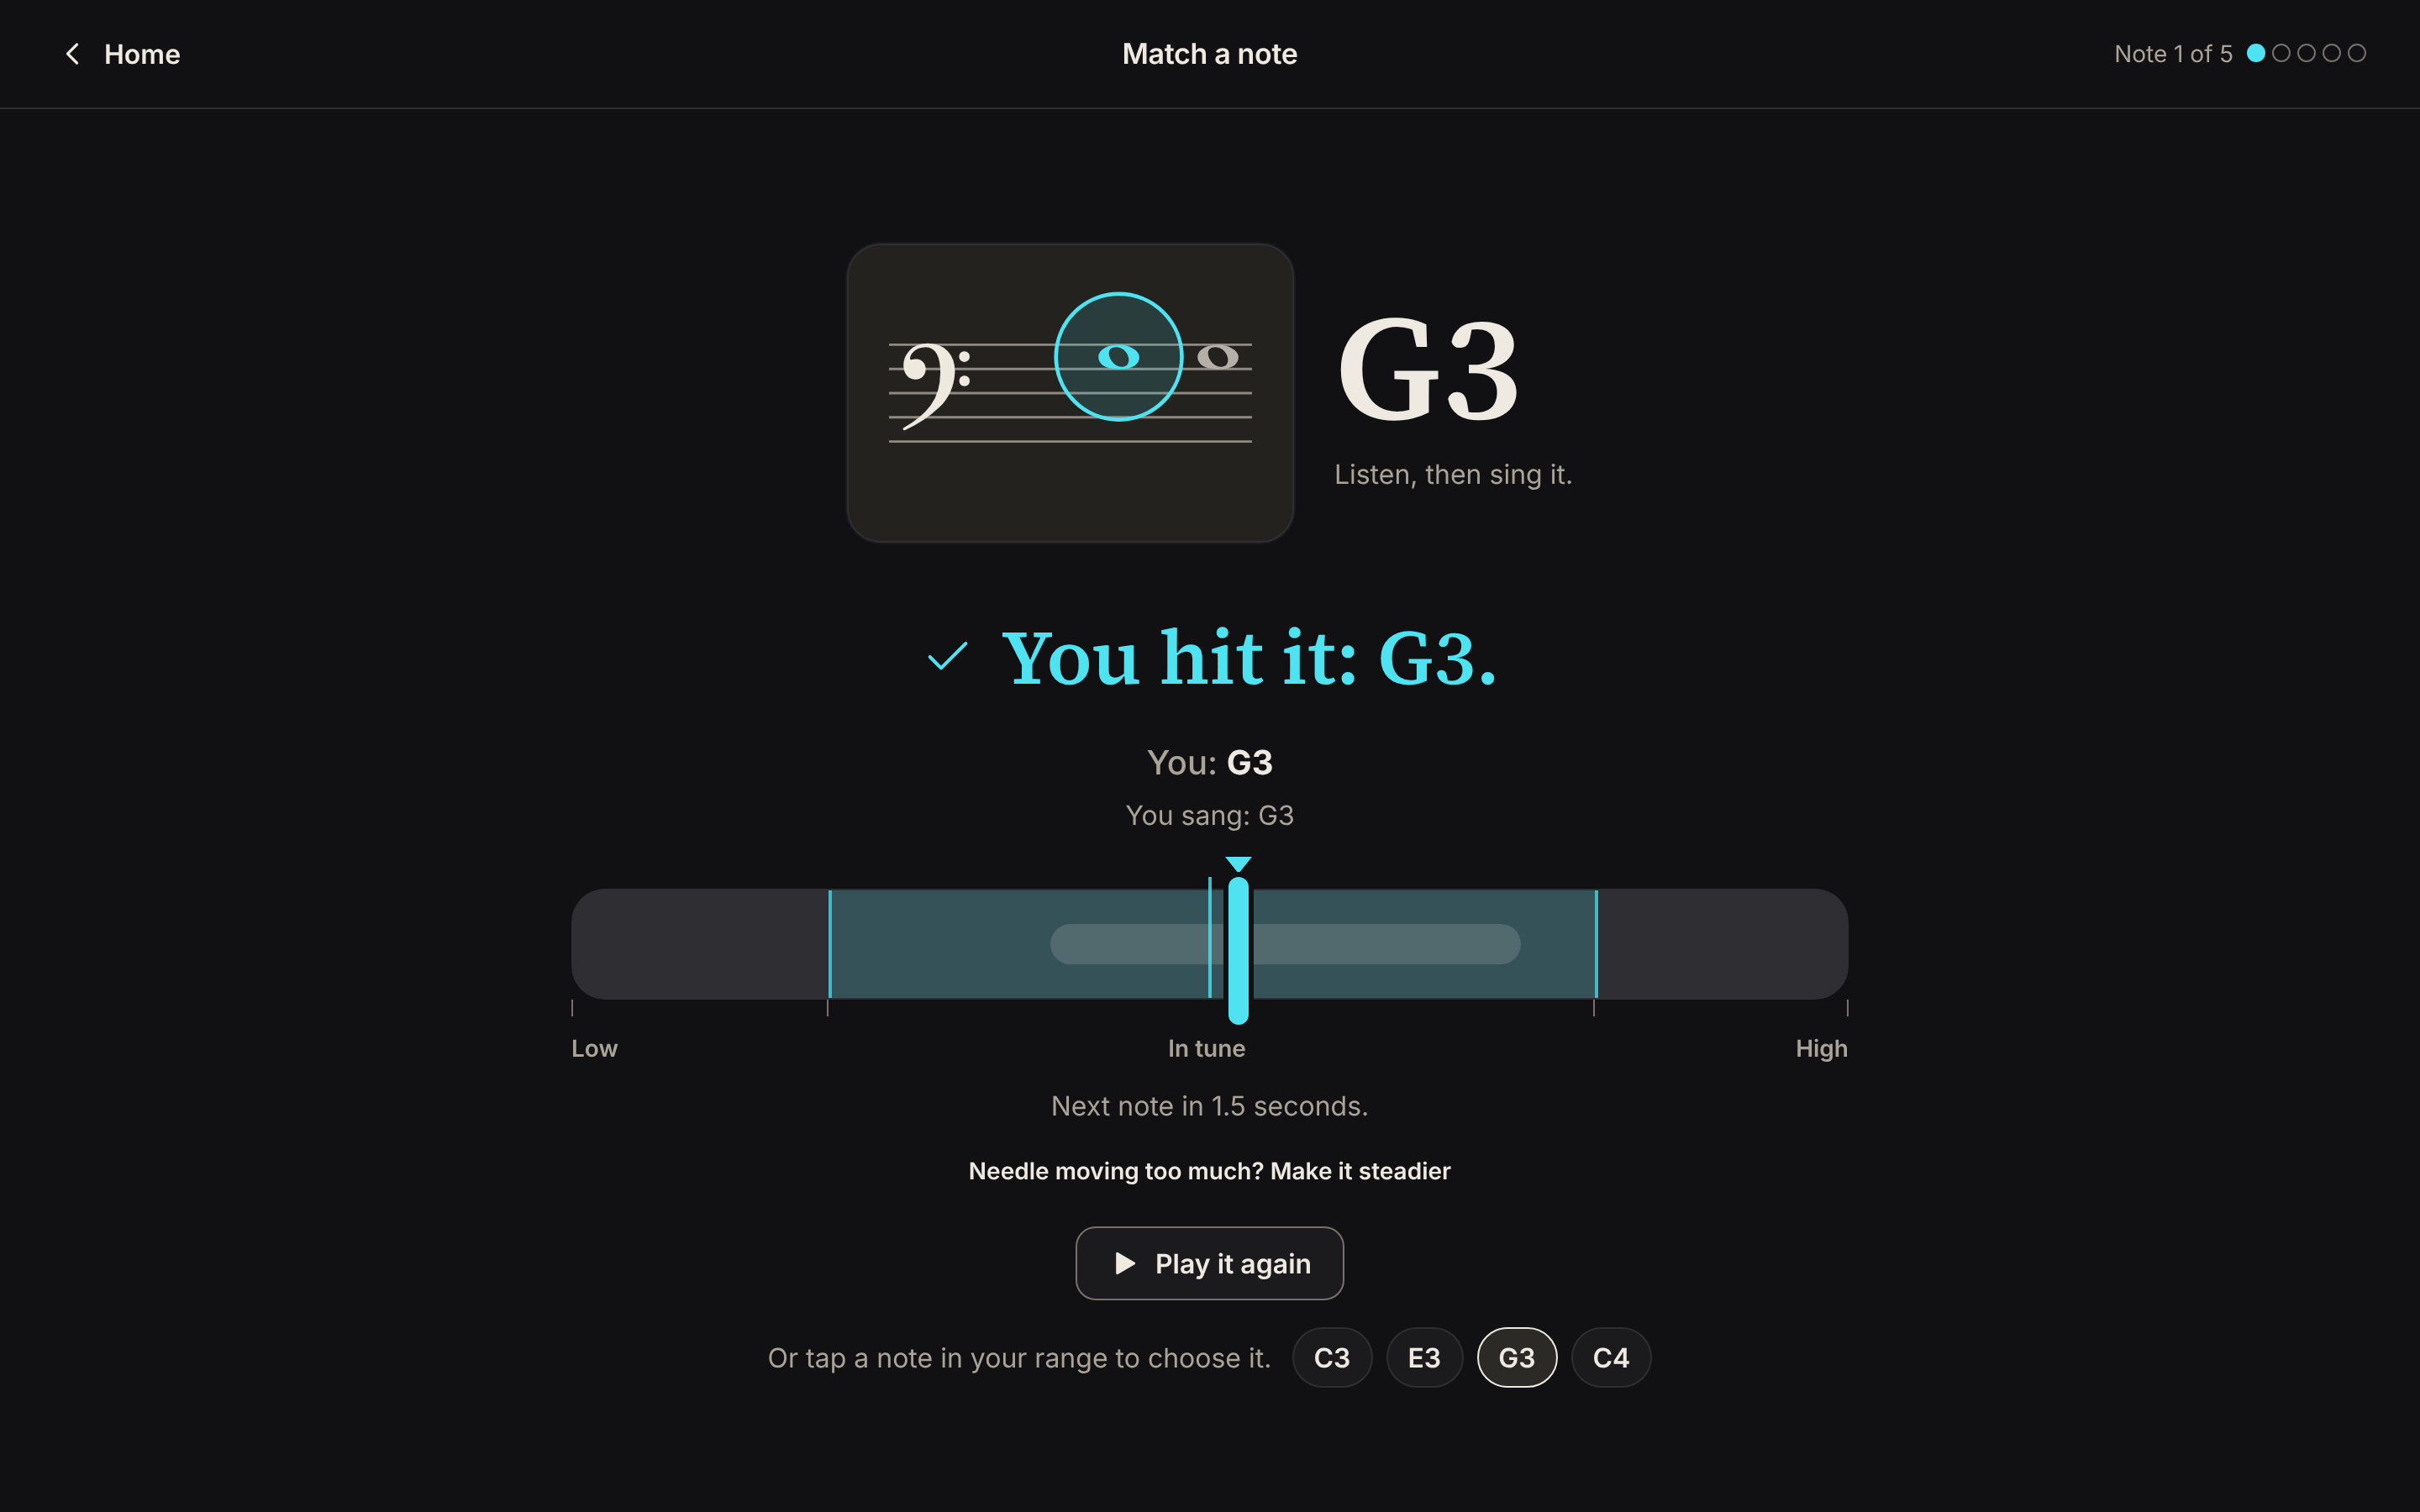 Home
Match a note
Note 1 of 5
G3
Listen, then sing it.
You hit it: G3.
You: G3
You sang: G3
Low
In tune
High
Next note in 1.5 seconds.
Needle moving too much? Make it steadier
Play it again
Or tap a note in your range to choose it.
C3
E3
G3
C4